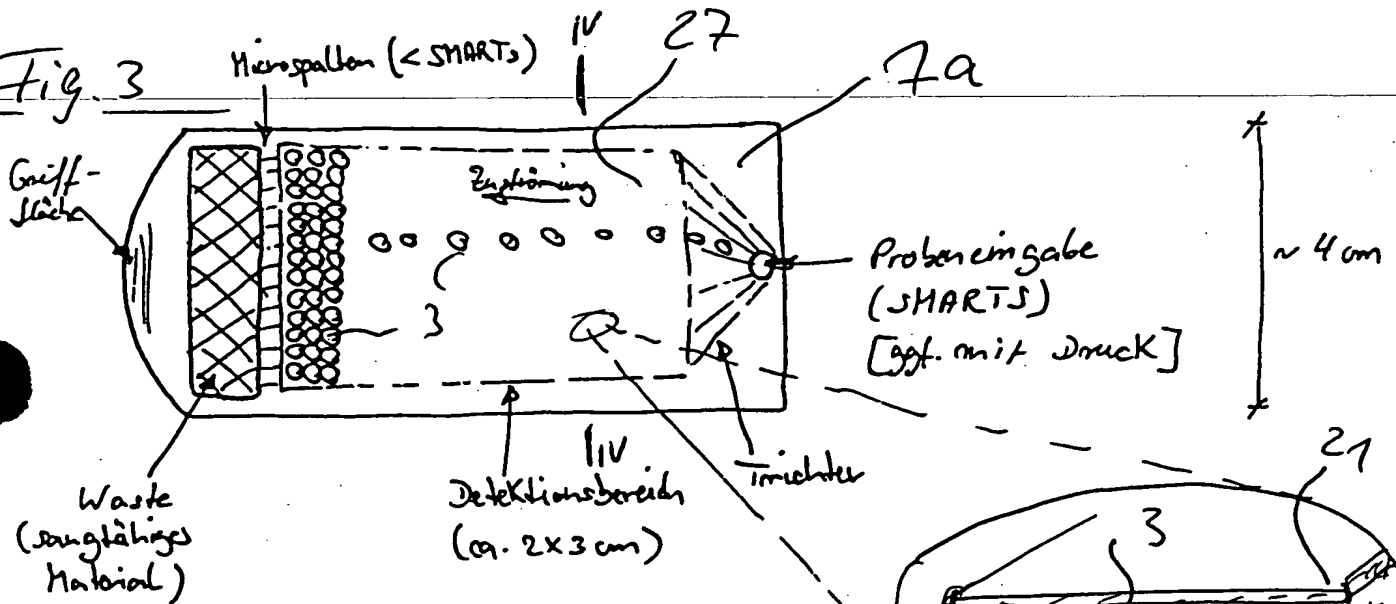 Fig. 3
Microspalten (< SMARTs)
IV
27
7a
Griff-
fläche
Zuströmung
3
Probeneingabe
(SMARTS)
[ggf. mit Druck]
~ 4 cm
IV
Trichter
Waste
(saugfähiges
Material)
Detektionsbereich
(ca. 2x3 cm)
21
3